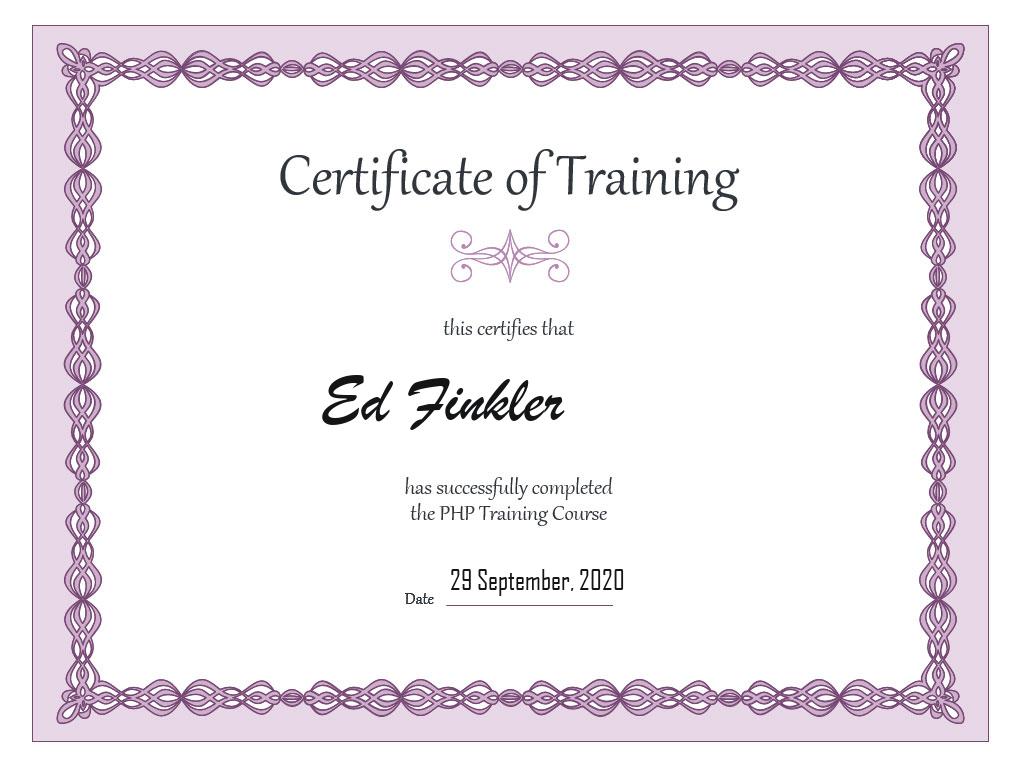 Certificate of Training
this certifies that
Ed Finkler
has successfully completed
the PHP Training Course
Date 29 September, 2020